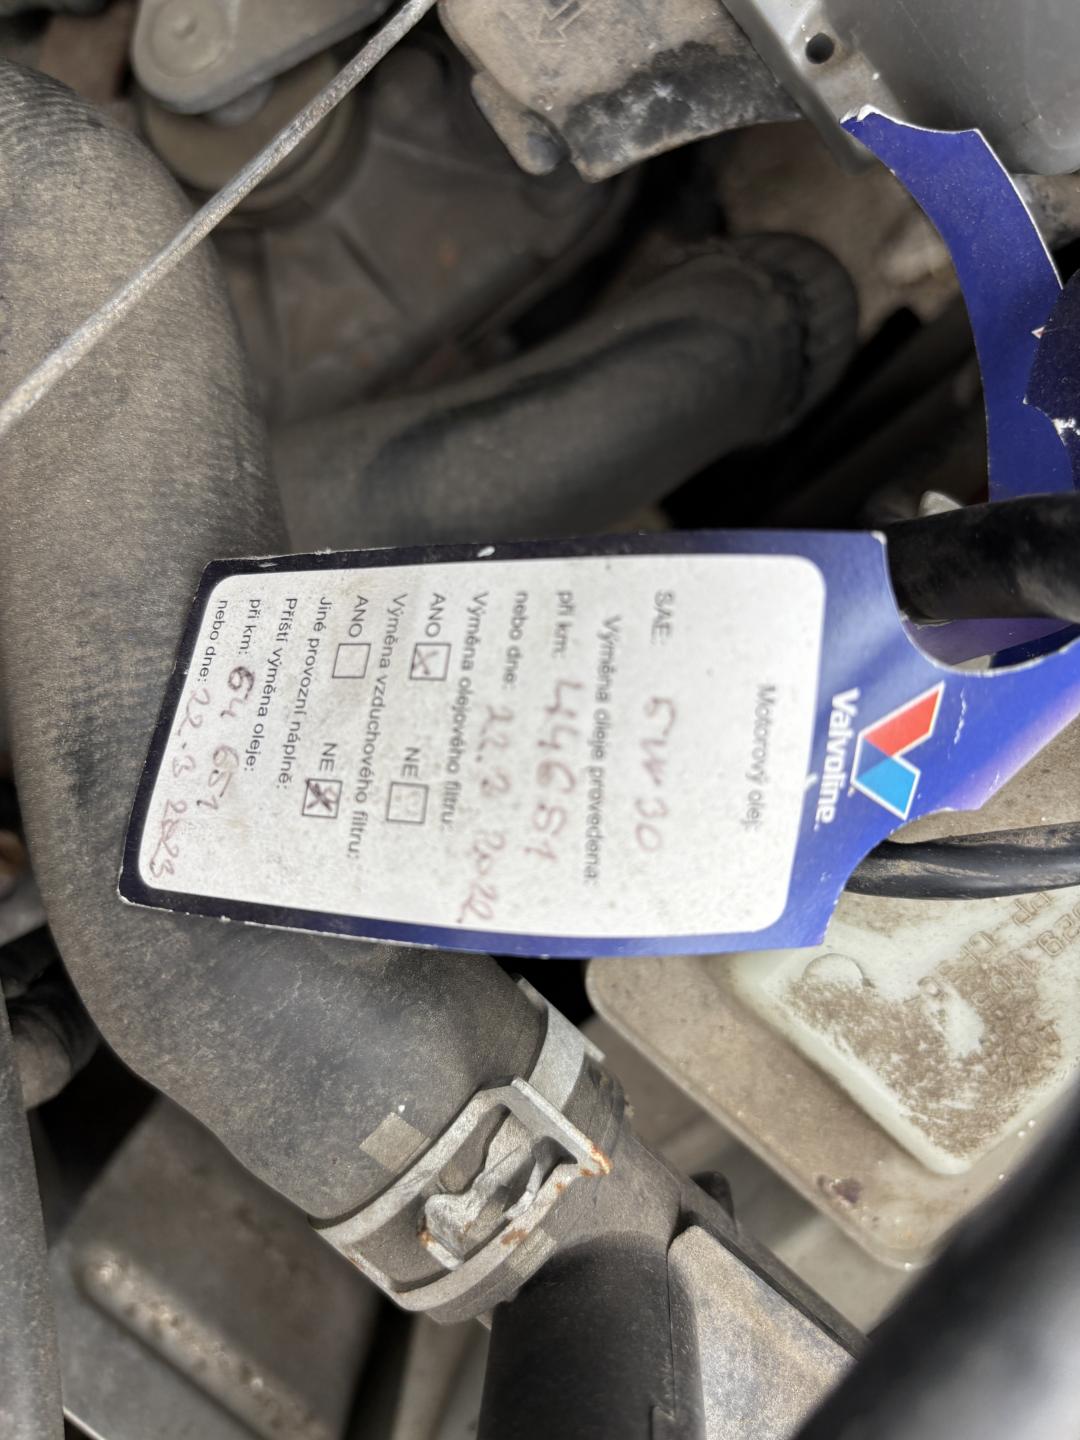 Valvoline.
Motorový olej:
SAE: 5W30
Výměna oleje provedena:
při km: 44651
nebo dne: 22.3 2022
Výměna olejového filtru:
ANO NE
Výměna vzduchového filtru:
ANO NE
Jiné provozní náplně:
Příští výměna oleje:
při km: 64 651
nebo dne: 22.3 2023